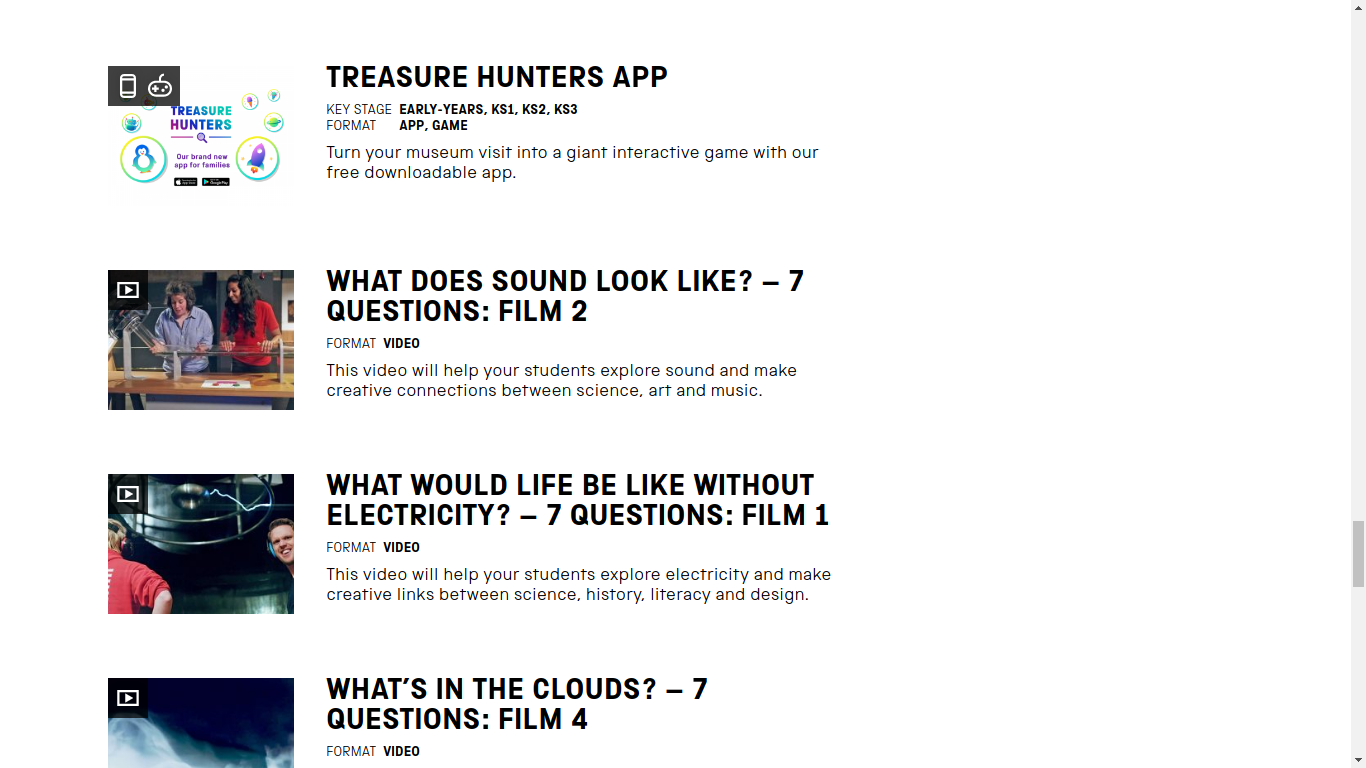 TREASURE
HUNTERS
Our brand new
app for families
App Store
Google Play
TREASURE HUNTERS APP
KEY STAGE EARLY-YEARS, KS1, KS2, KS3
FORMAT APP, GAME
Turn your museum visit into a giant interactive game with our
free downloadable app.
WHAT DOES SOUND LOOK LIKE? – 7
QUESTIONS: FILM 2
FORMAT VIDEO
This video will help your students explore sound and make
creative connections between science, art and music.
WHAT WOULD LIFE BE LIKE WITHOUT
ELECTRICITY? – 7 QUESTIONS: FILM 1
FORMAT VIDEO
This video will help your students explore electricity and make
creative links between science, history, literacy and design.
WHAT’S IN THE CLOUDS? – 7
QUESTIONS: FILM 4
FORMAT VIDEO